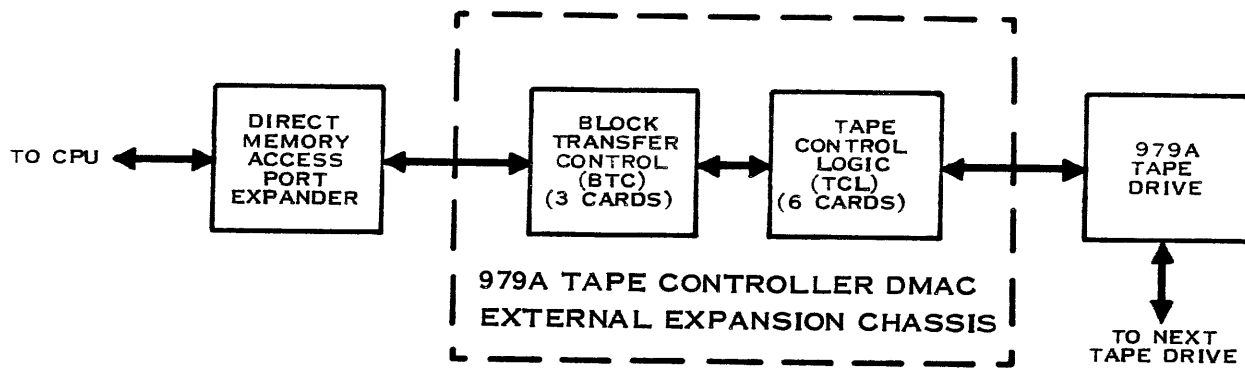 TO CPU
DIRECT
MEMORY
ACCESS
PORT
EXPANDER
BLOCK
TRANSFER
CONTROL
(BTC)
(3 CARDS)
TAPE
CONTROL
LOGIC
(TCL)
(6 CARDS)
979A
TAPE
DRIVE
979A TAPE CONTROLLER DMAC
EXTERNAL EXPANSION CHASSIS
TO NEXT
TAPE DRIVE